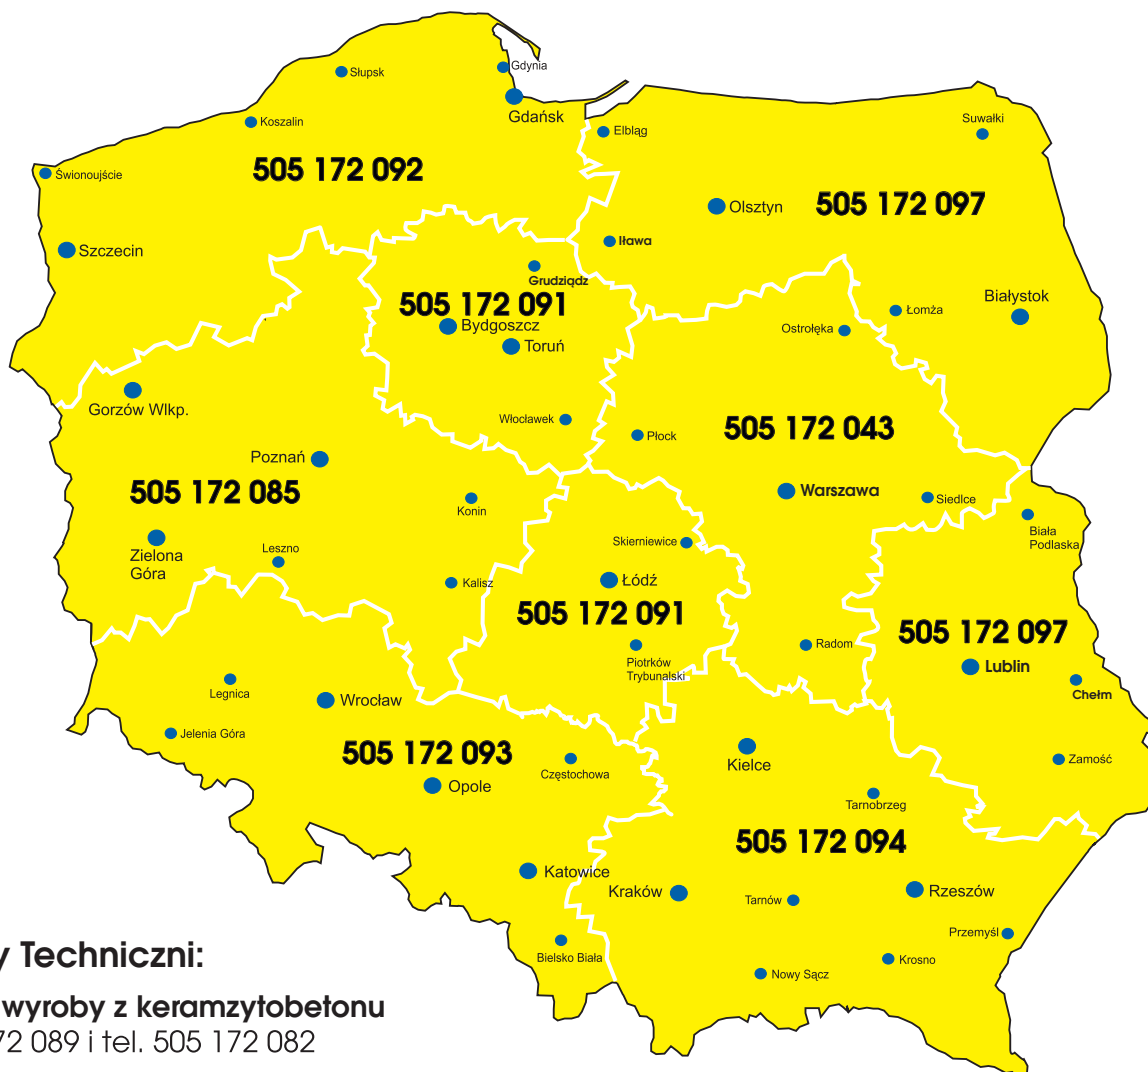 Gdynia
Słupsk
Gdańsk
Koszalin
Elbląg
Suwałki
505 172 092
Świonoujście
Olsztyn
505 172 097
Iława
Szczecin
Grudziądz
505 172 091
Bydgoszcz
Toruń
Białystok
Łomża
Ostrołęka
Gorzów Wlkp.
Włocławek
Płock
505 172 043
Poznań
505 172 085
Warszawa
Siedlce
Konin
Biała
Podlaska
Zielona
Góra
Leszno
Skierniewice
Kalisz
Łódź
505 172 091
505 172 097
Radom
Piotrków
Trybunalski
Lublin
Chełm
Legnica
Wrocław
Jelenia Góra
505 172 093
Częstochowa
Opole
Kielce
Zamość
Tarnobrzeg
505 172 094
Katowice
Kraków
Tarnów
Rzeszów
Przemyśl
Bielsko Biała
Krosno
Nowy Sącz
y Techniczni:
wyroby z keramzytobetonu
72 089 i tel. 505 172 082